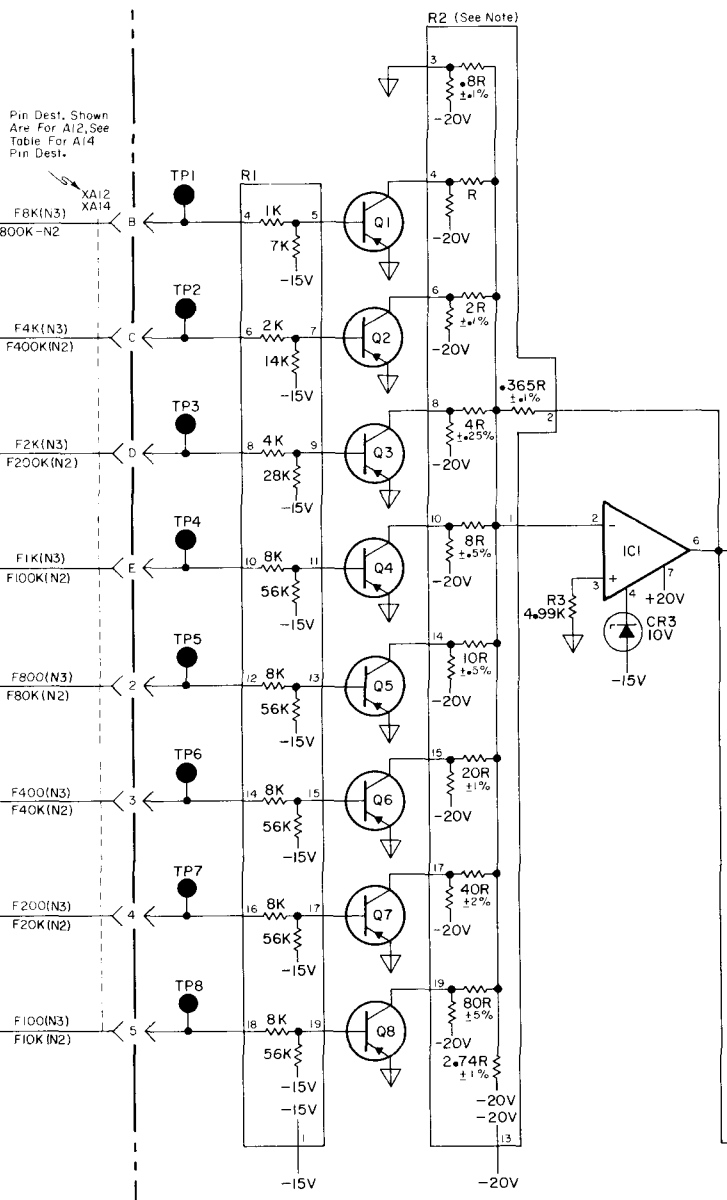 R2 (See Note)
3
.8R
±.1%
-20V
Pin Dest. Shown
Are For A12, See
Table For A14
Pin Dest.
XA12
XA14
TP1
R1
F8K(N3)
800K-N2
B
4
1K
5
7K
-15V
Q1
4
R
-20V
TP2
F4K(N3)
F400K(N2)
C
6
2K
7
14K
-15V
Q2
6
2R
±.1%
-20V
.365R
±.1%
2
TP3
F2K(N3)
F200K(N2)
D
8
4K
9
28K
-15V
Q3
8
4R
±.25%
-20V
TP4
F1K(N3)
F100K(N2)
E
10
8K
11
56K
-15V
Q4
10
8R
±.5%
-20V
1
2
-
IC1
6
3
+
4
7
+20V
R3
4.99K
CR3
10V
-15V
TP5
F800(N3)
F80K(N2)
2
12
8K
13
56K
-15V
Q5
14
10R
±.5%
-20V
TP6
F400(N3)
F40K(N2)
3
14
8K
15
56K
-15V
Q6
15
20R
±1%
-20V
TP7
F200(N3)
F20K(N2)
4
16
8K
17
56K
-15V
Q7
17
40R
±2%
-20V
TP8
F100(N3)
F10K(N2)
5
18
8K
19
56K
-15V
-15V
Q8
19
80R
±5%
-20V
2.74R
±1%
-20V
-20V
1
13
-15V
-20V